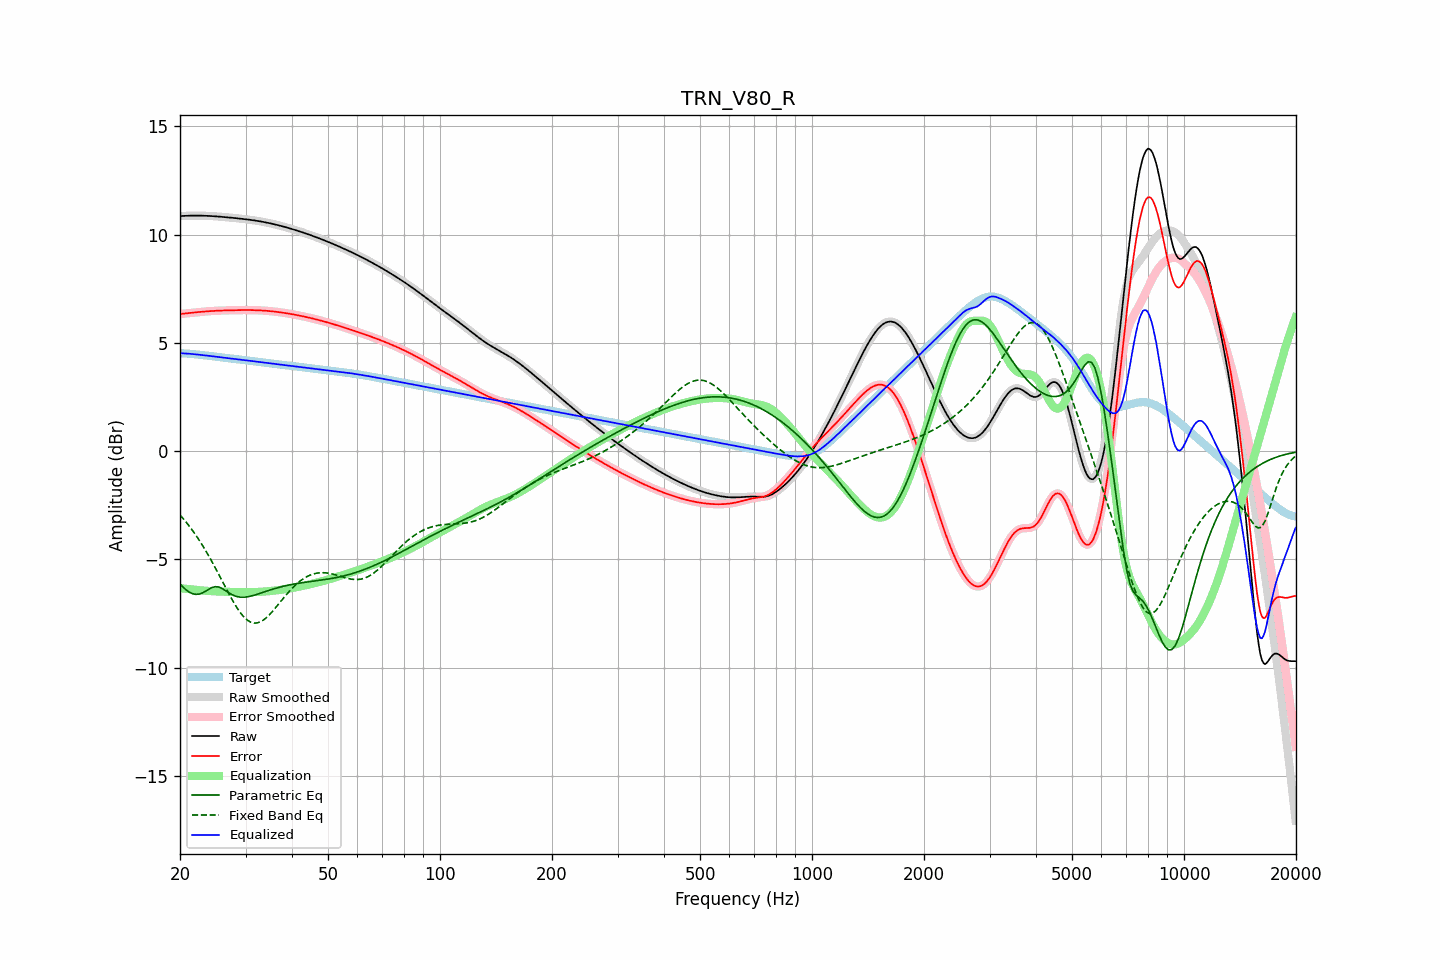 TRN_V80_R
15
10
5
0
−5
−10
−15
Amplitude (dBr)
Target
Raw Smoothed
Error Smoothed
Raw
Error
Equalization
Parametric Eq
Fixed Band Eq
Equalized
20 50 100 200 500 1000 2000 5000 10000 20000
Frequency (Hz)